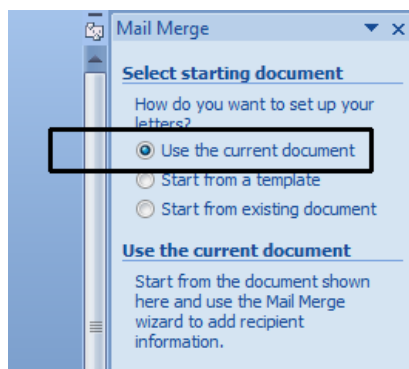 Mail Merge
Select starting document
How do you want to set up your
letters?
Use the current document
Start from a template
Start from existing document
Use the current document
Start from the document shown
here and use the Mail Merge
wizard to add recipient
information.